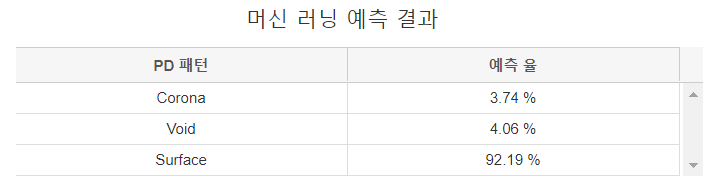 머신 러닝 예측 결과
PD 패턴 예측 율
Corona 3.74 %
Void 4.06 %
Surface 92.19 %